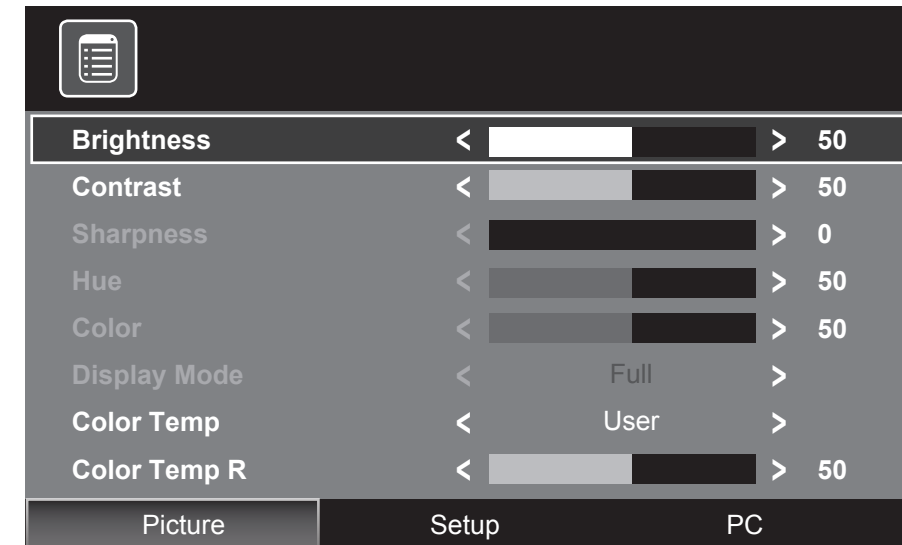 Brightness < > 50
Contrast < > 50
Sharpness < > 0
Hue < > 50
Color < > 50
Display Mode < Full >
Color Temp < User >
Color Temp R < > 50
Picture Setup PC